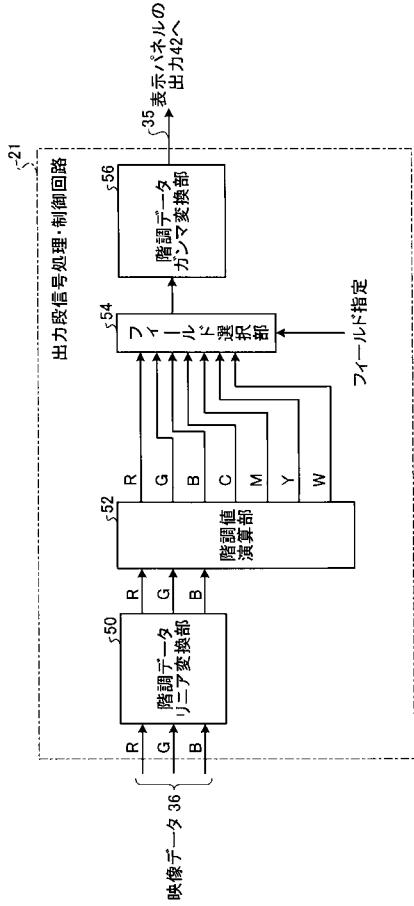 21
出力段信号処理・制御回路
映像データ 36
R
G
B
50
階調データ
リニア変換部
R
G
B
52
階調値
演算部
R
G
B
C
M
Y
W
54
フィールド選択部
フィールド指定
56
階調データ
ガンマ変換部
35
表示パネルの
出力42へ